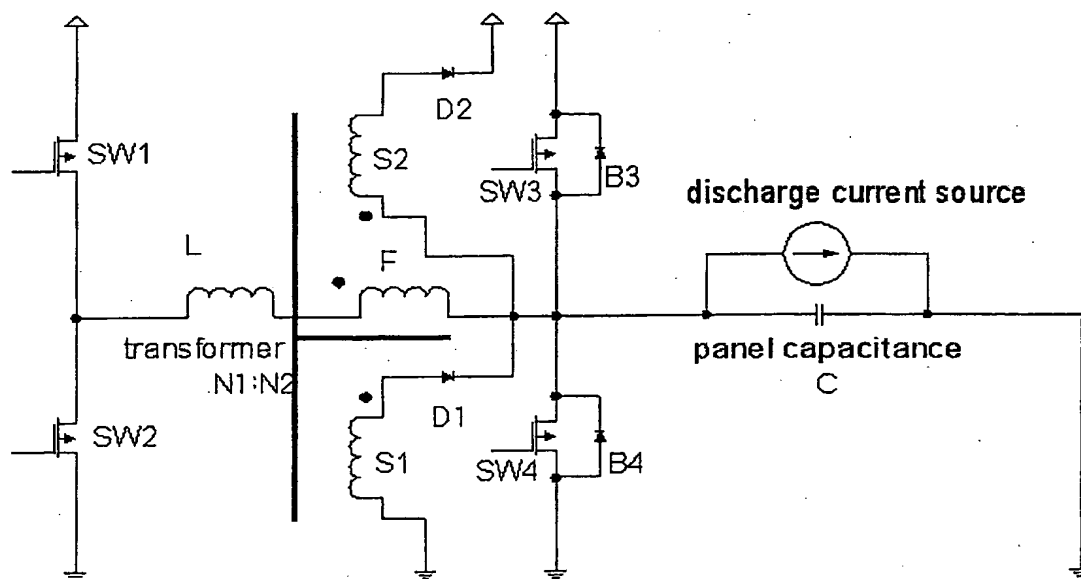 D2
SW1
S2
SW3
B3
discharge current source
L
F
transformer
.N1:N2
panel capacitance
C
D1
SW2
S1
SW4
B4